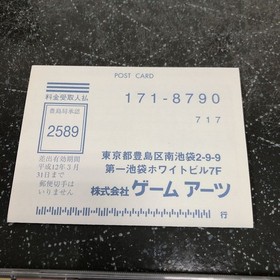 POST CARD
料金受取人払
豊島局承認
2589
差出有効期間
平成12年5月
31日まで
郵便切手は
いりません
171-8790
717
東京都豊島区南池袋2-9-9
第一池袋ホワイトビル7F
株式会社 ゲーム アーツ
行